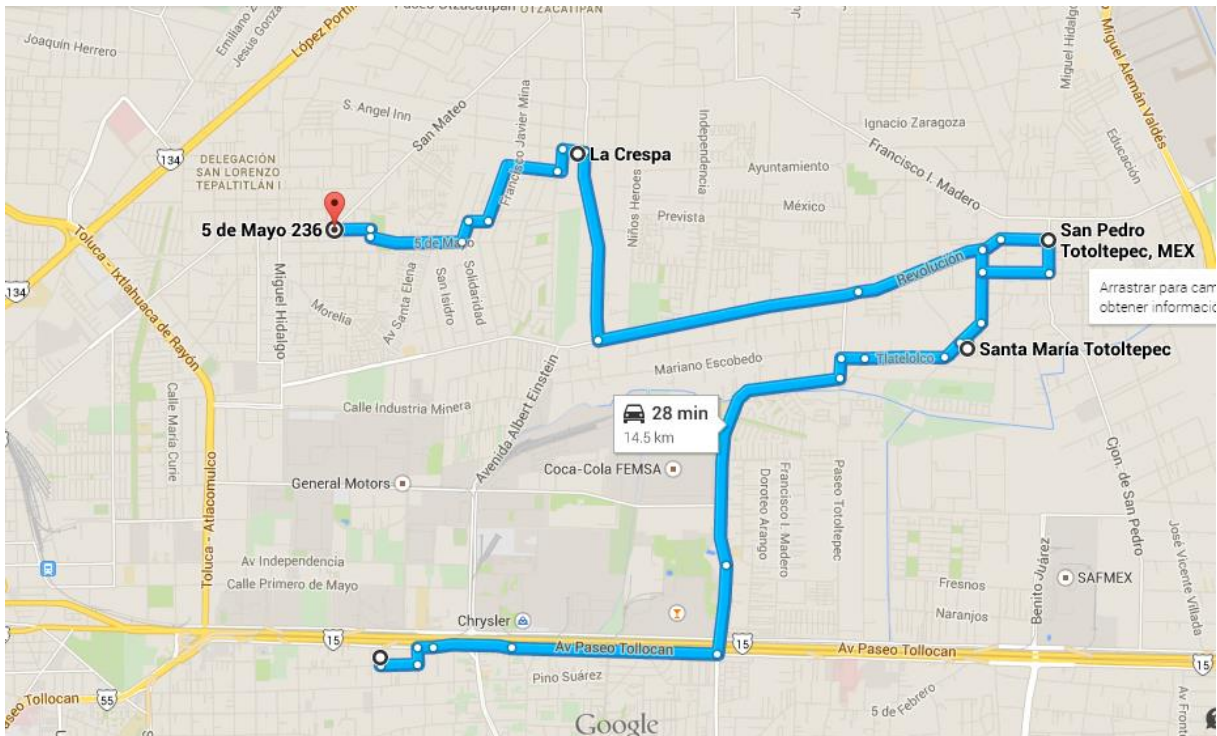 Paseo Otzacatipan
OTZACATIPAN
Joaquín Herrero
Emiliano
Jesús
López Portillo
Miguel Hidalgo
Miguel Alemán Valdés
S. Angel Inn
San Mateo
Francisco Javier Mina
Independencia
Ignacio Zaragoza
Educación
134
DELEGACIÓN
SAN LORENZO
TEPALTITLÁN I
La Crespa
Ayuntamiento
Francisco I. Madero
Niños Heroes
Prevista
México
5 de Mayo 236
5 de Mayo
San Pedro
Totoltepec, MEX
Toluca - Ixtlahuaca de Rayón
134
Miguel Hidalgo
Morelia
Av Santa Elena
San Isidro
Solidaridad
Revolución
Arrastrar para cam
obtener informació
Santa María Totoltepec
Mariano Escobedo
Tlatelolco
Calle María Curie
Calle Industria Minera
Avenida Albert Einstein
28 min
14.5 km
Coca-Cola FEMSA
General Motors
Doroteo Arango
Francisco I. Madero
Paseo Totoltepec
Cjon. de San Pedro
Toluca - Atlacomulco
Av Independencia
Calle Primero de Mayo
Benito Juárez
José Vicente Villada
SAFMEX
Fresnos
Naranjos
Chrysler
15
Av Paseo Tollocan
15
Av Paseo Tollocan
15
Pino Suárez
55
aseo Tollocan
5 de Febrero
Av Fronto
Google